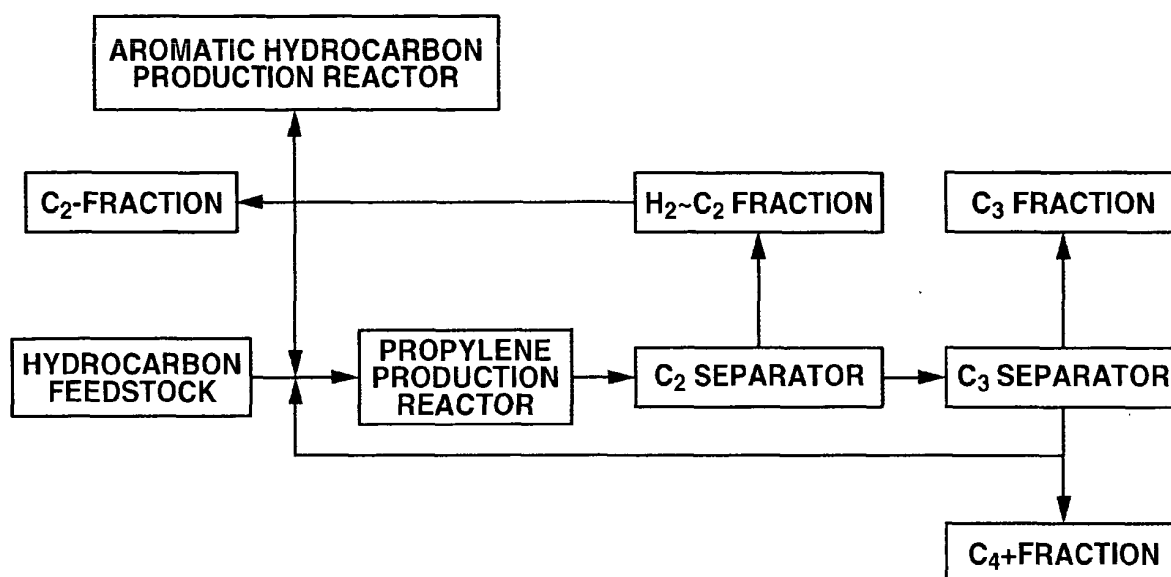 AROMATIC HYDROCARBON
PRODUCTION REACTOR
C2-FRACTION
H2~C2 FRACTION
C3 FRACTION
HYDROCARBON
FEEDSTOCK
PROPYLENE
PRODUCTION
REACTOR
C2 SEPARATOR
C3 SEPARATOR
C4+FRACTION